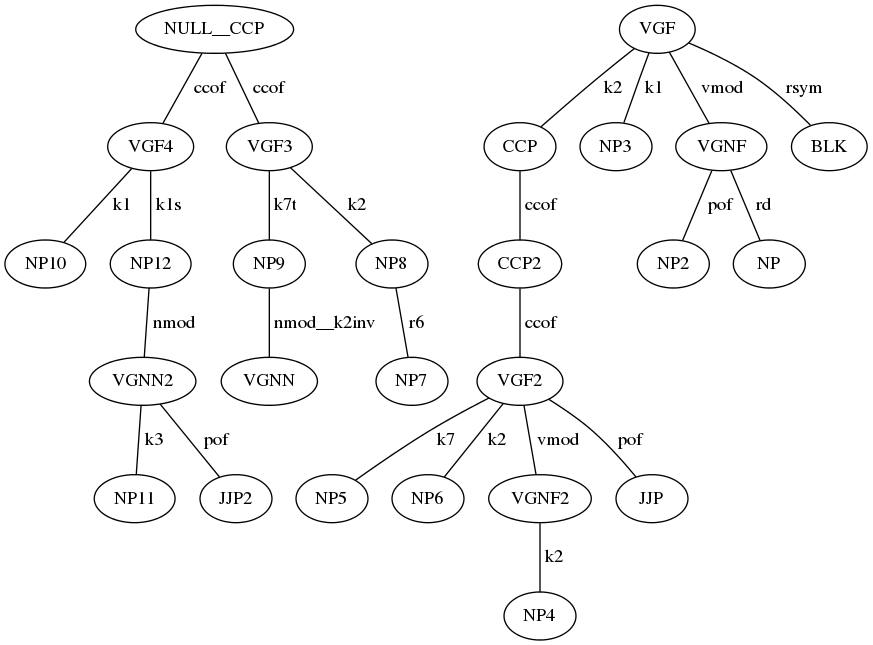 NULL__CCP VGF
ccof ccof k2 k1 vmod rsym
VGF4 VGF3 CCP NP3 VGNF BLK
k1 k1s k7t k2 ccof pof rd
NP10 NP12 NP9 NP8 CCP2 NP2 NP
nmod nmod__k2inv r6 ccof
VGNN2 VGNN NP7 VGF2
k3 pof k7 k2 vmod pof
NP11 JJP2 NP5 NP6 VGNF2 JJP
k2
NP4